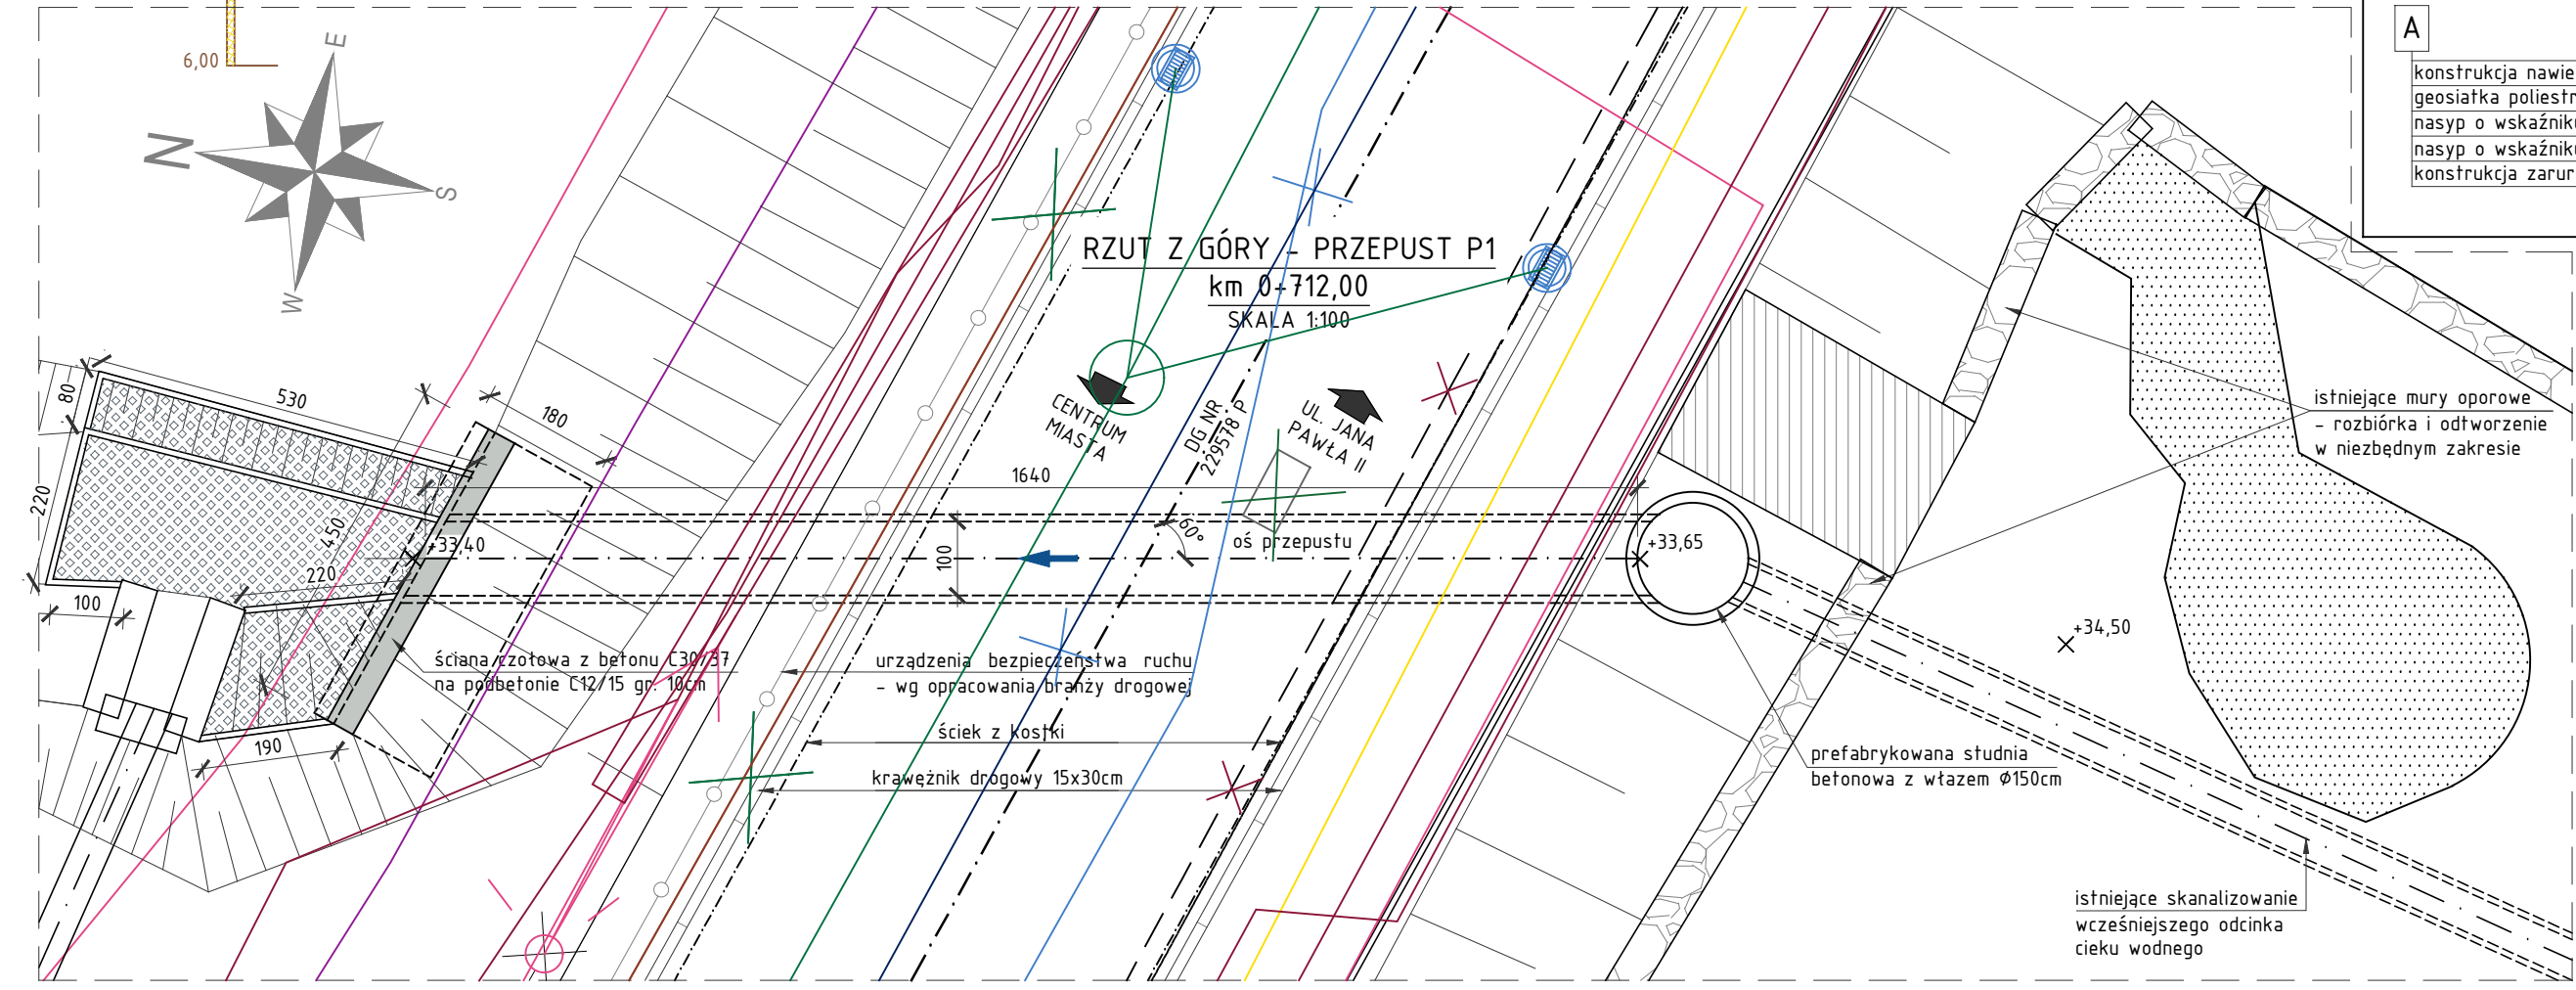 6,00
E
N
S
W
A
konstrukcja nawie
geosiatka poliestr
nasyp o wskaźniku
nasyp o wskaźniku
konstrukcja zarur
RZUT Z GÓRY - PRZEPUST P1
km 0+712,00
SKALA 1:100
80
530
180
220
450
220
100
190
+33,40
1640
100
60°
CENTRUM
MIASTA
DG NR
229578 P
UL. JANA
PAWŁA II
oś przepustu
+33,65
+34,50
istniejące mury oporowe
- rozbiórka i odtworzenie
w niezbędnym zakresie
ściana czołowa z betonu C30/37
na podbetonie C12/15 gr. 10cm
urządzenia bezpieczeństwa ruchu
- wg opracowania branży drogowej
ściek z kostki
krawężnik drogowy 15x30cm
prefabrykowana studnia
betonowa z włazem Ø150cm
istniejące skanalizowanie
wcześniejszego odcinka
cieku wodnego